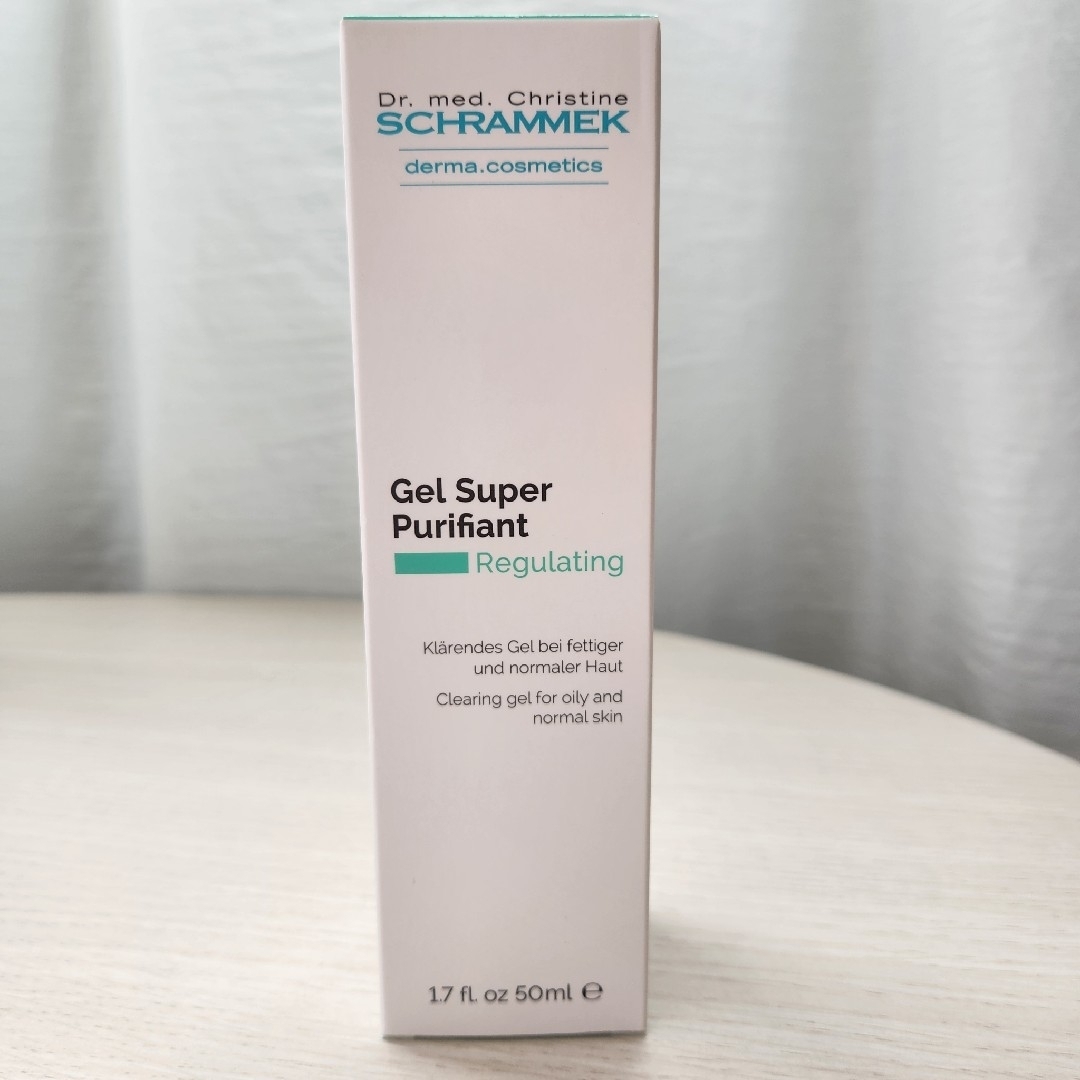 Dr. med. Christine
SCHRAMMEK
derma.cosmetics
Gel Super
Purifiant
Regulating
Klärendes Gel bei fettiger
und normaler Haut
Clearing gel for oily and
normal skin
1.7 fl. oz 50ml ℮